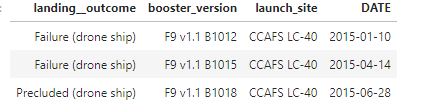 landing__outcome booster_version launch_site DATE
Failure (drone ship) F9 v1.1 B1012 CCAFS LC-40 2015-01-10
Failure (drone ship) F9 v1.1 B1015 CCAFS LC-40 2015-04-14
Precluded (drone ship) F9 v1.1 B1018 CCAFS LC-40 2015-06-28